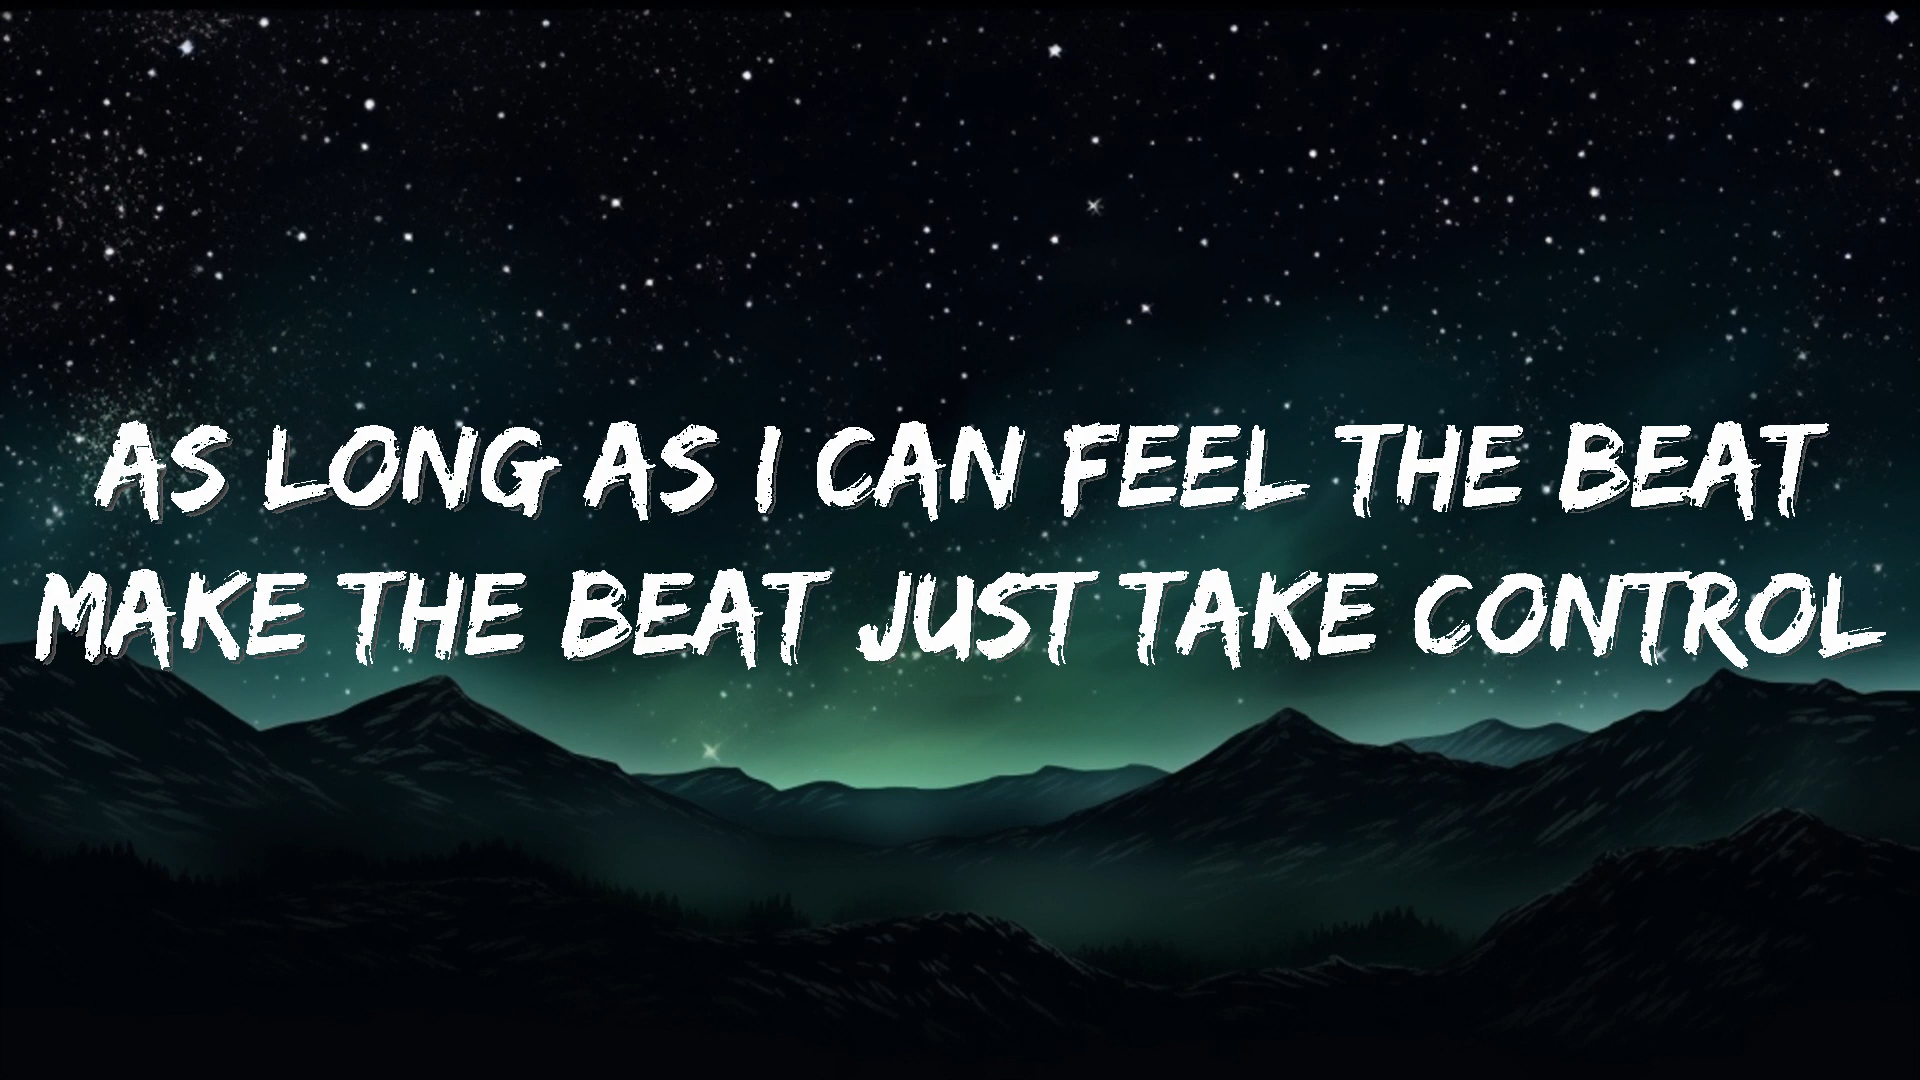 AS LONG AS I CAN FEEL THE BEAT
MAKE THE BEAT JUST TAKE CONTROL